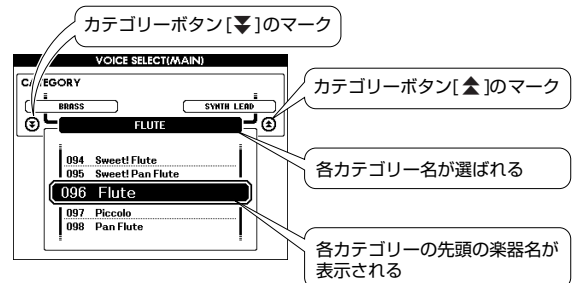 カテゴリーボタン[⏬]のマーク
VOICE SELECT(MAIN)
CATEGORY
BRASS
SYNTH LEAD
FLUTE
094 Sweet! Flute
095 Sweet! Pan Flute
096 Flute
097 Piccolo
098 Pan Flute
カテゴリーボタン[⏫]のマーク
各カテゴリー名が選ばれる
各カテゴリーの先頭の楽器名が
表示される